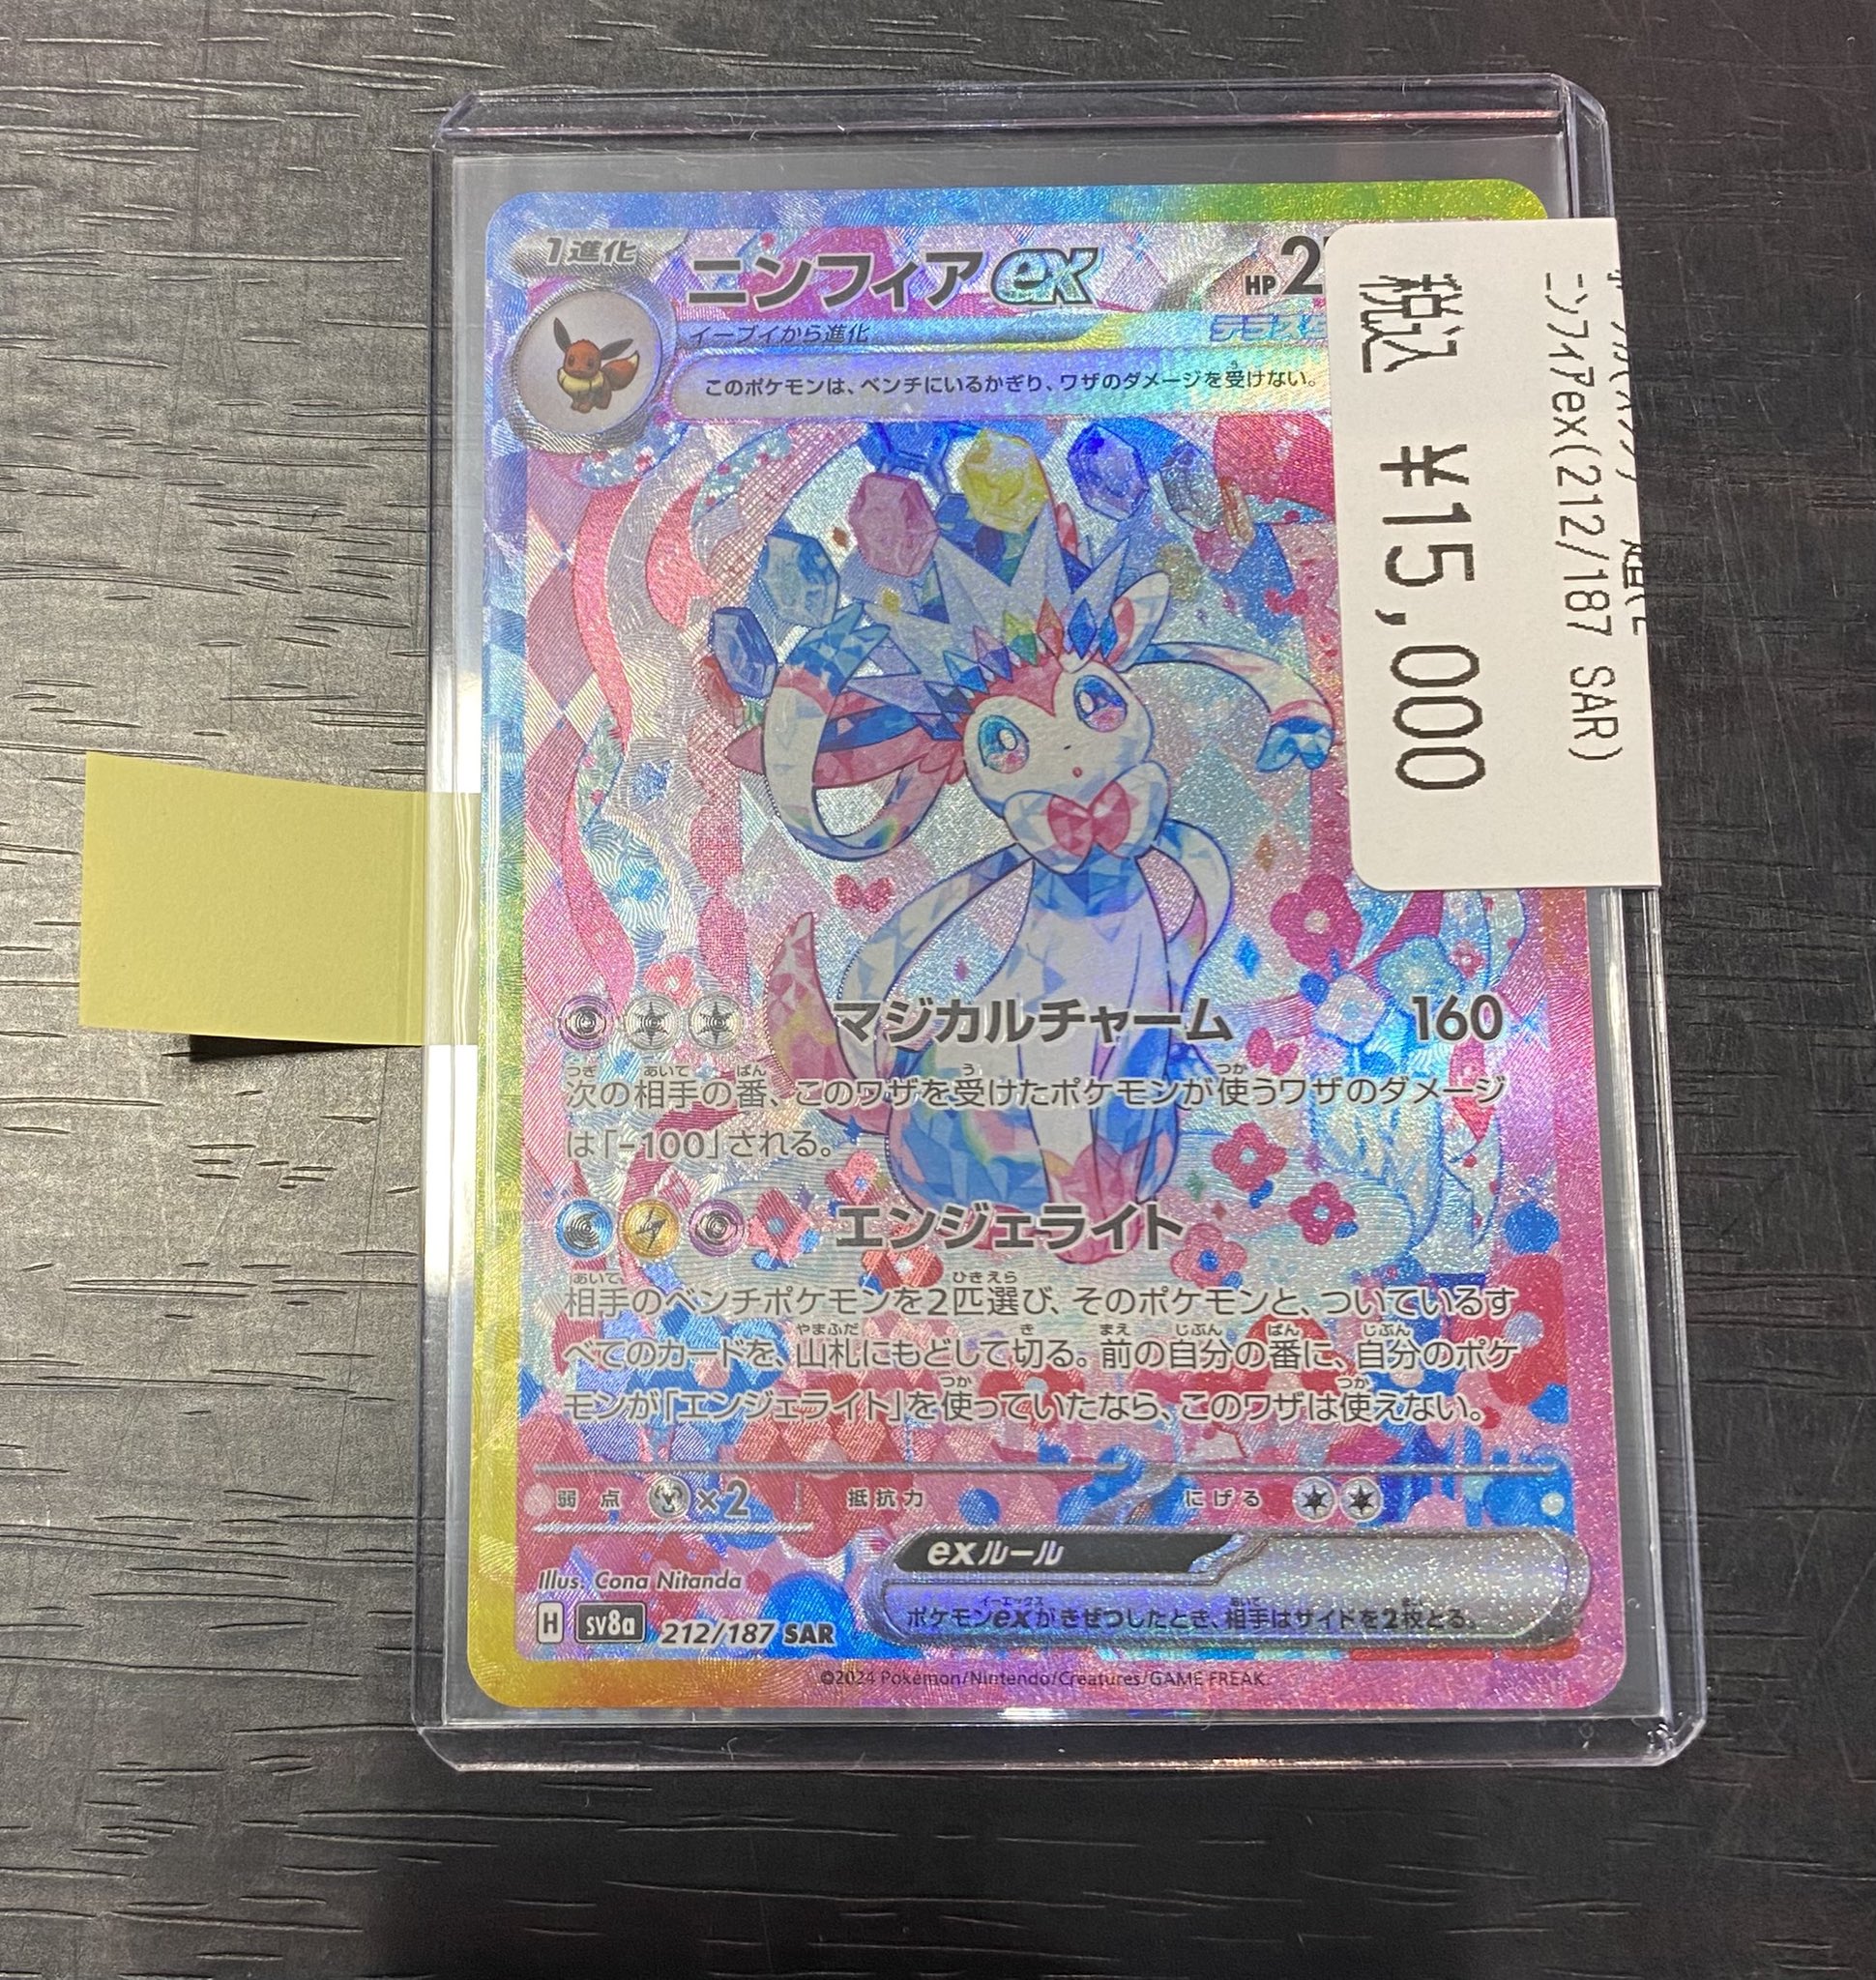 1進化
ニンフィアex
HP 2
イーブイから進化
このポケモンは、ベンチにいるかぎり、ワザのダメージを受けない。
ニンフィアex(212/187 SAR)
税込 ¥15,000
マジカルチャーム 160
次の相手の番、このワザを受けたポケモンが使うワザのダメージ
は「-100」される。
エンジェライト
相手のベンチポケモンを2匹選び、そのポケモンと、ついているす
べてのカードを、山札にもどして切る。前の自分の番に、自分のポケ
モンが「エンジェライト」を使っていたなら、このワザは使えない。
弱点 ×2 抵抗力 にげる
exルール
ポケモンexがきぜつしたとき、相手はサイドを2枚とる。
Illus. Cona Nitanda
H sv8a 212/187 SAR
©2024 Pokémon/Nintendo/Creatures/GAME FREAK.